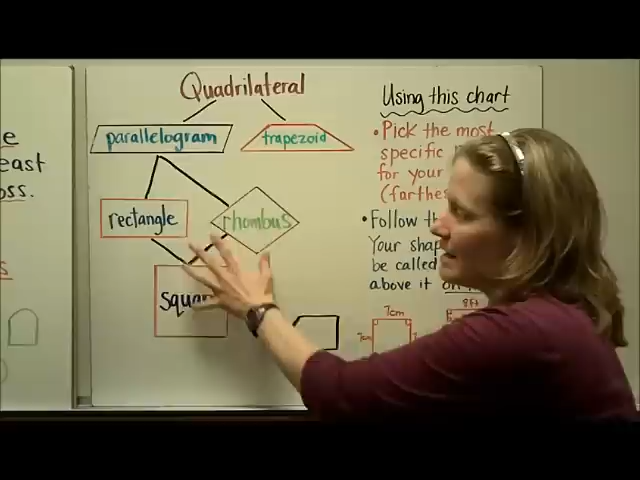 Quadrilateral
parallelogram
trapezoid
rectangle
rhombus
Using this chart
• Pick the most
specific
for your
(farthes
• Follow th
Your shap
be called
above it
7cm
7cm
8ft
e
east
oss.
s